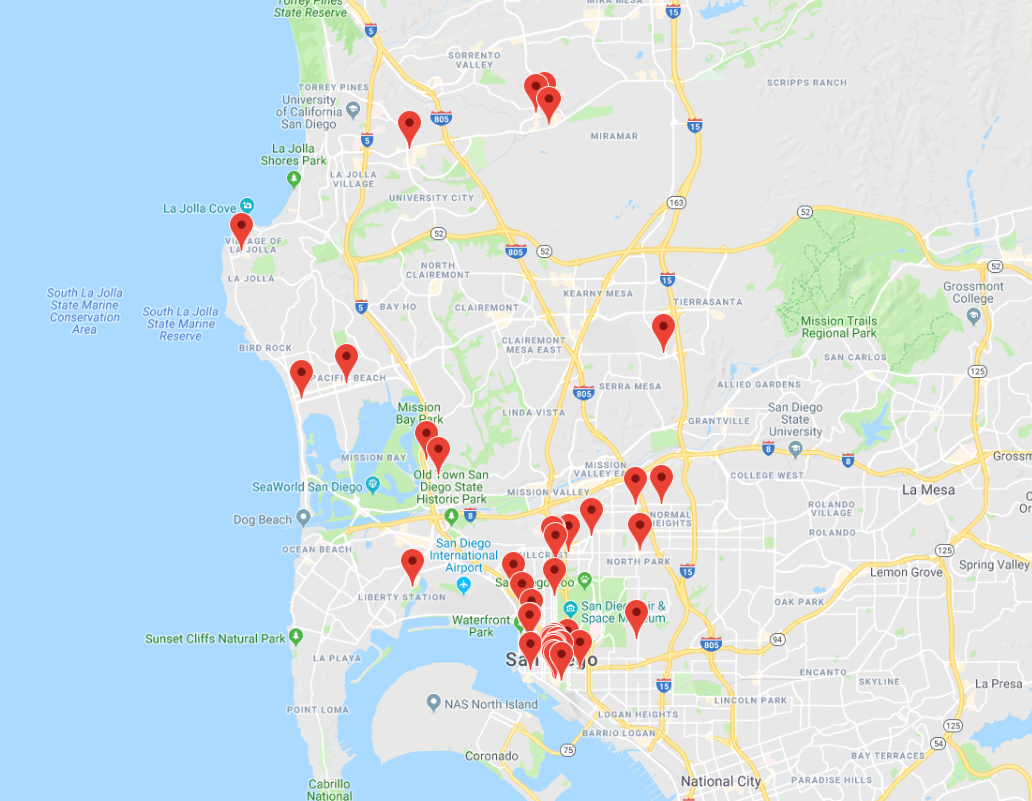 Torrey Pines
State Reserve
MIRA MESA
15
5
SORRENTO
VALLEY
SCRIPPS RANCH
TORREY PINES
University
of California
San Diego
805
15
MIRAMAR
5
La Jolla
Shores Park
LA JOLLA
VILLAGE
UNIVERSITY CITY
163
La Jolla Cove
52
52
VILLAGE OF
LA JOLLA
805
52
52
NORTH
CLAIREMONT
LA JOLLA
15
Grossmont
College
South La Jolla
State Marine
Conservation
Area
South La Jolla
State Marine
Reserve
5
BAY HO
CLAIREMONT
KEARNY MESA
TIERRASANTA
Mission Trails
Regional Park
BIRD ROCK
CLAIREMONT
MESA EAST
SAN CARLOS
125
PACIFIC BEACH
805
SERRA MESA
ALLIED GARDENS
Mission
Bay Park
LINDA VISTA
San Diego
State
University
GRANTVILLE
8
8
MISSION BAY
MISSION
VALLEY EAST
COLLEGE WEST
Grossm
SeaWorld San Diego
Old Town San
Diego State
Historic Park
MISSION VALLEY
La Mesa
ROLANDO
VILLAGE
Dog Beach
8
NORMAL
HEIGHTS
ROLANDO
OCEAN BEACH
San Diego
International
Airport
HILLCREST
125
NORTH PARK
15
Lemon Grove
Spring Valley
San Diego Zoo
LIBERTY STATION
San Diego Air &
Space Museum
OAK PARK
Waterfront
Park
Sunset Cliffs Natural Park
94
805
LA PLAYA
San Diego
ENCANTO
SKYLINE
15
La Presa
NAS North Island
LINCOLN PARK
POINT LOMA
LOGAN HEIGHTS
125
BARRIO LOGAN
54
75
Coronado
BAY TERRACES
National City
PARADISE HILLS
Cabrillo
National